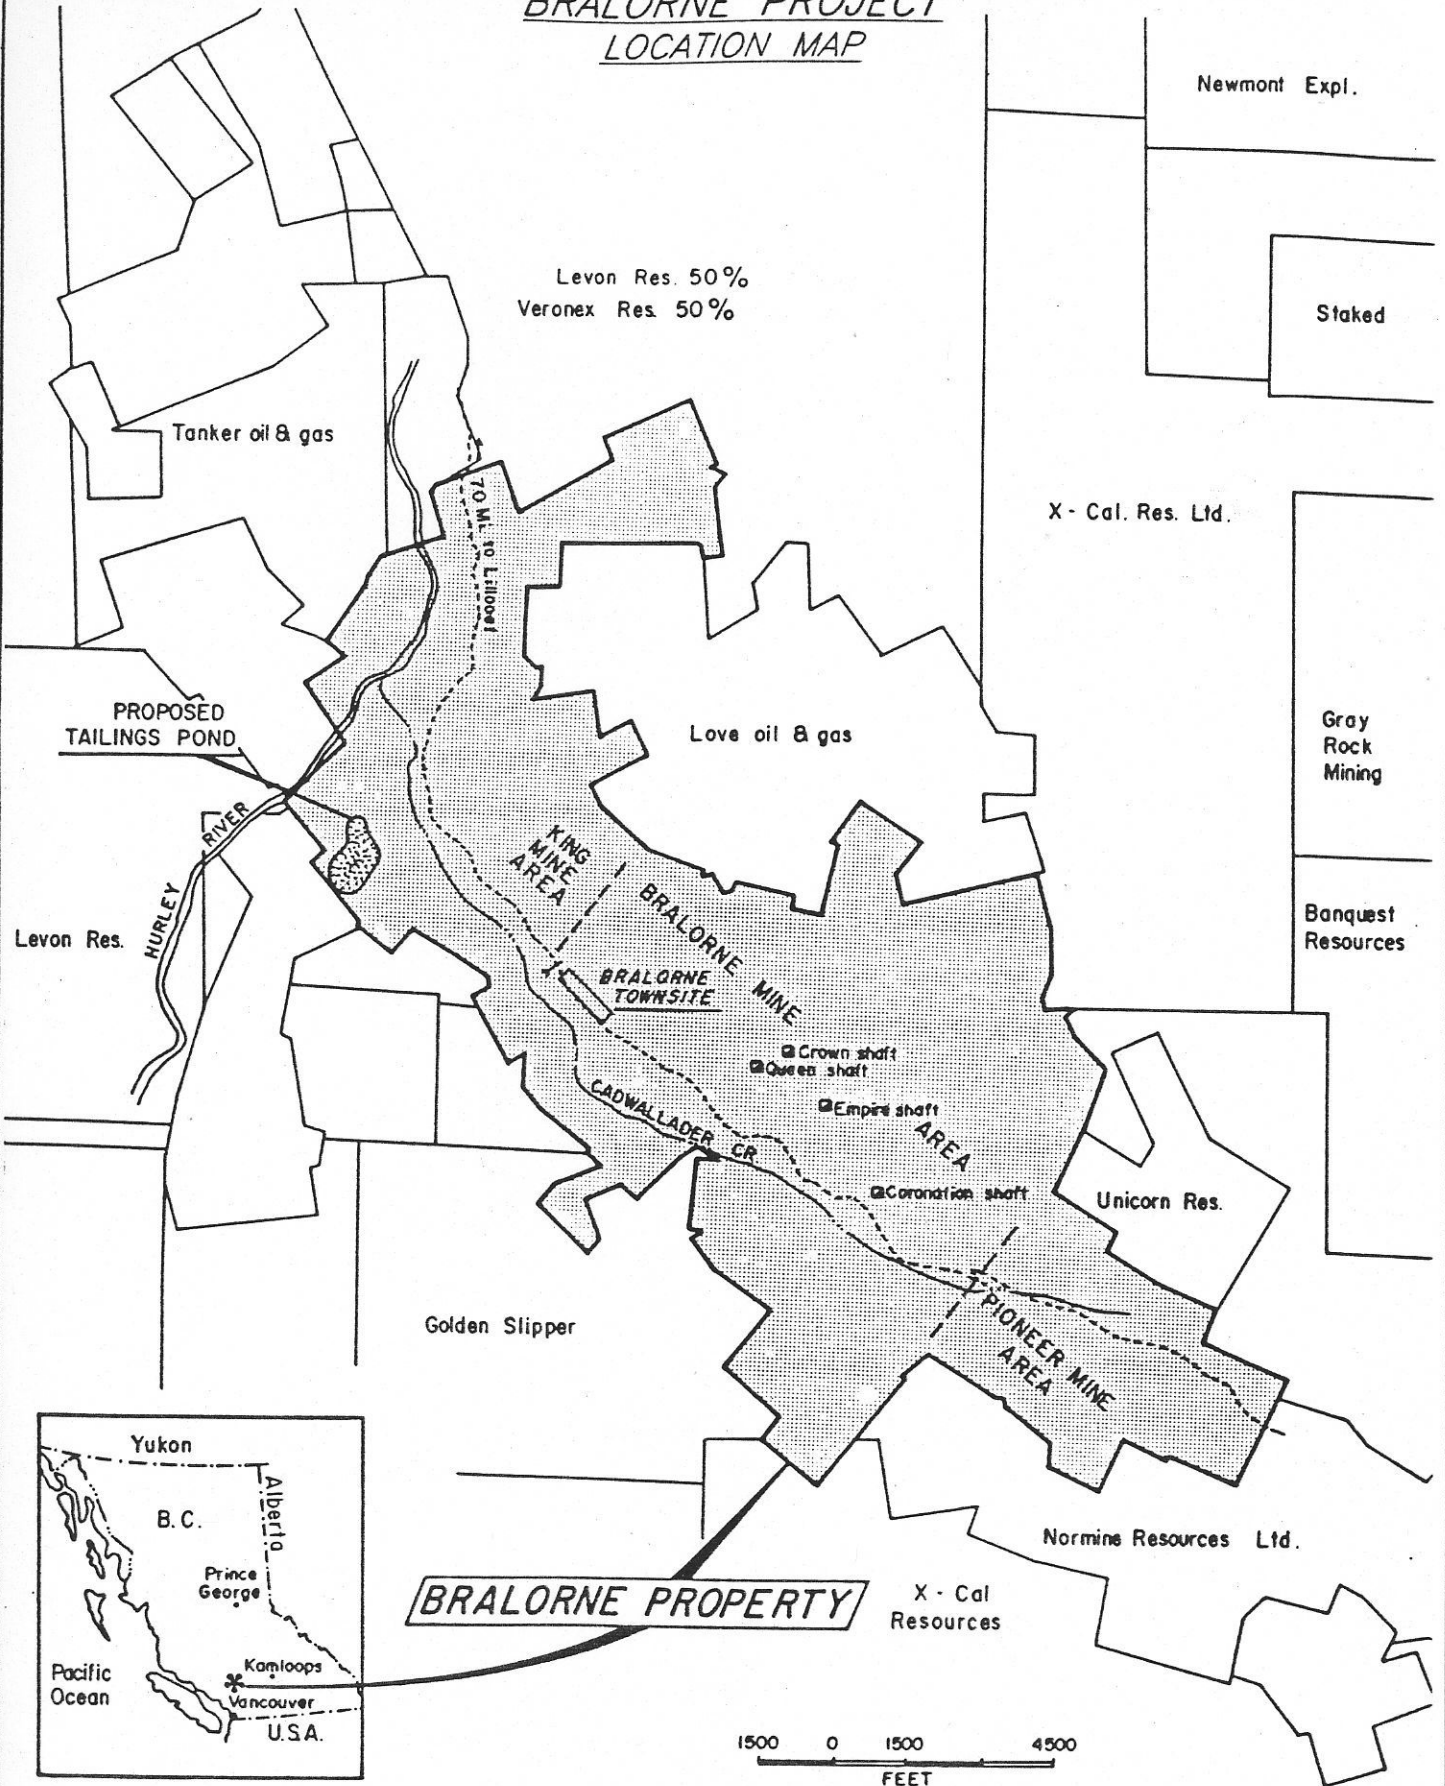 BRALORNE PROJECT
LOCATION MAP
Newmont Expl.
Levon Res. 50%
Veronex Res. 50%
Staked
Tanker oil & gas
70 Mi. to Lillooet
X - Cal. Res. Ltd.
PROPOSED
TAILINGS POND
Love oil & gas
Gray
Rock
Mining
HURLEY RIVER
KING
MINE
AREA
BRALORNE MINE AREA
Levon Res.
Banquest
Resources
BRALORNE
TOWNSITE
Crown shaft
Queen shaft
Empire shaft
CADWALLADER CR.
Coronation shaft
Unicorn Res.
Golden Slipper
PIONEER MINE
AREA
Yukon
Alberta
B.C.
Prince
George
Kamloops
Pacific
Ocean
Vancouver
U.S.A.
Normine Resources Ltd.
BRALORNE PROPERTY
X - Cal
Resources
1500 0 1500 4500
FEET